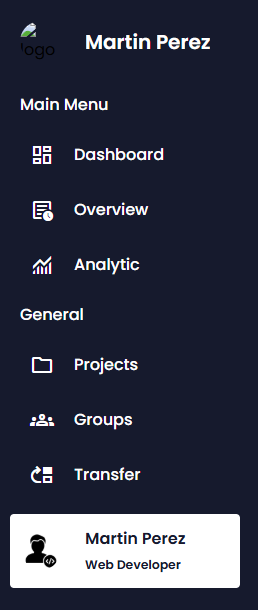 logo
Martin Perez
Main Menu
Dashboard
Overview
Analytic
General
Projects
Groups
Transfer
Martin Perez
Web Developer